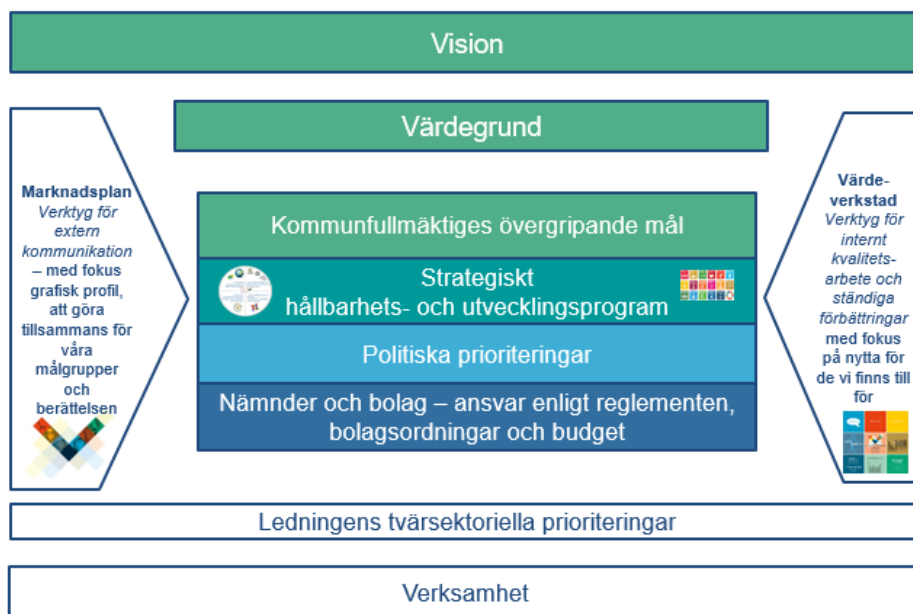 Vision
Värdegrund
Marknadsplan
Verktyg för
extern
kommunikation
– med fokus
grafisk profil,
att göra
tillsammans för
våra
målgrupper
och
berättelsen
Kommunfullmäktiges övergripande mål
Strategiskt
hållbarhets- och utvecklingsprogram
Politiska prioriteringar
Nämnder och bolag – ansvar enligt reglementen,
bolagsordningar och budget
Värde-
verkstad
Verktyg för
internt
kvalitets-
arbete och
ständiga
förbättringar
med fokus
på nytta för
de vi finns till
för
Ledningens tvärsektoriella prioriteringar
Verksamhet